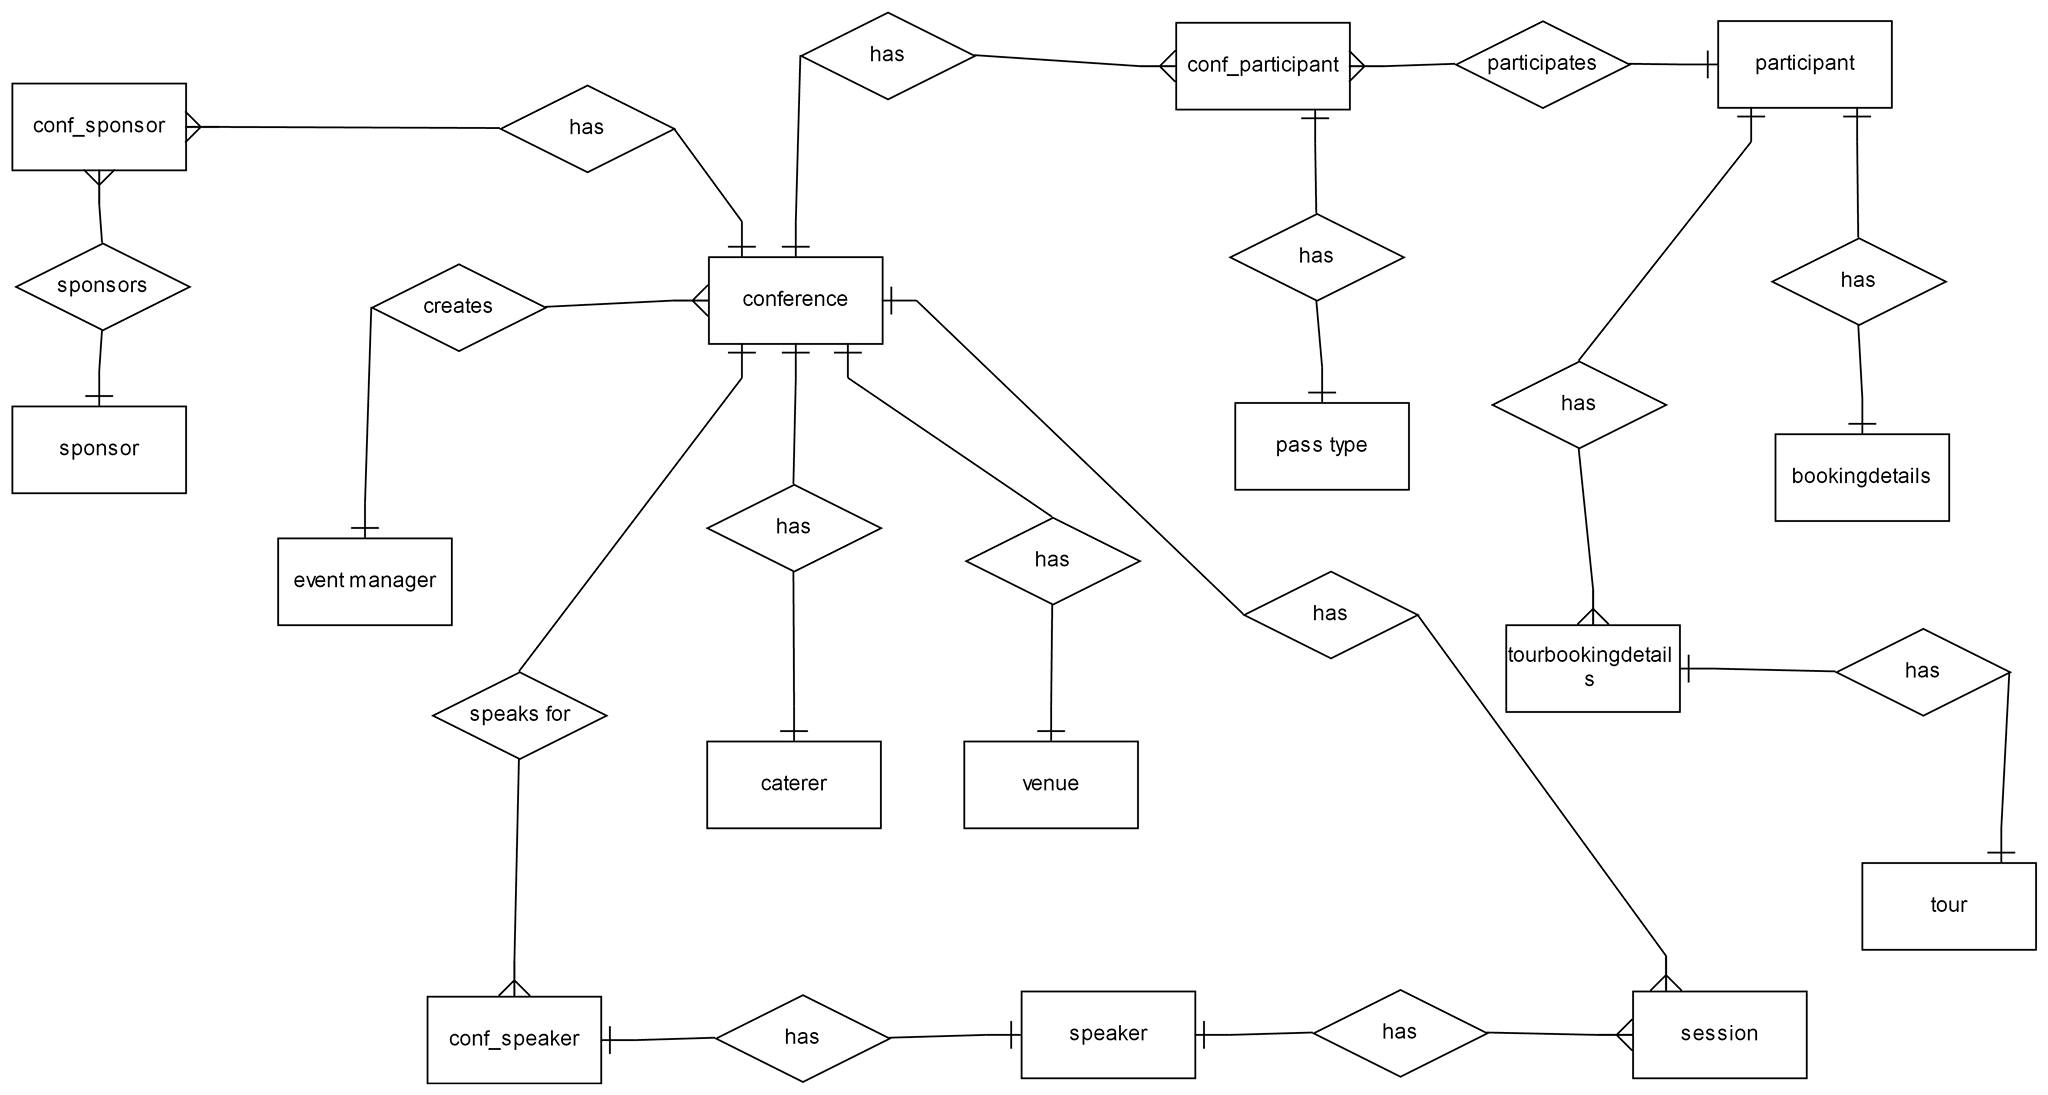 has
conf_participant
participates
participant
conf_sponsor
has
has
sponsors
creates
conference
has
sponsor
has
pass type
bookingdetails
event manager
has
has
has
tourbookingdetail
s
has
speaks for
caterer
venue
tour
conf_speaker
has
speaker
has
session